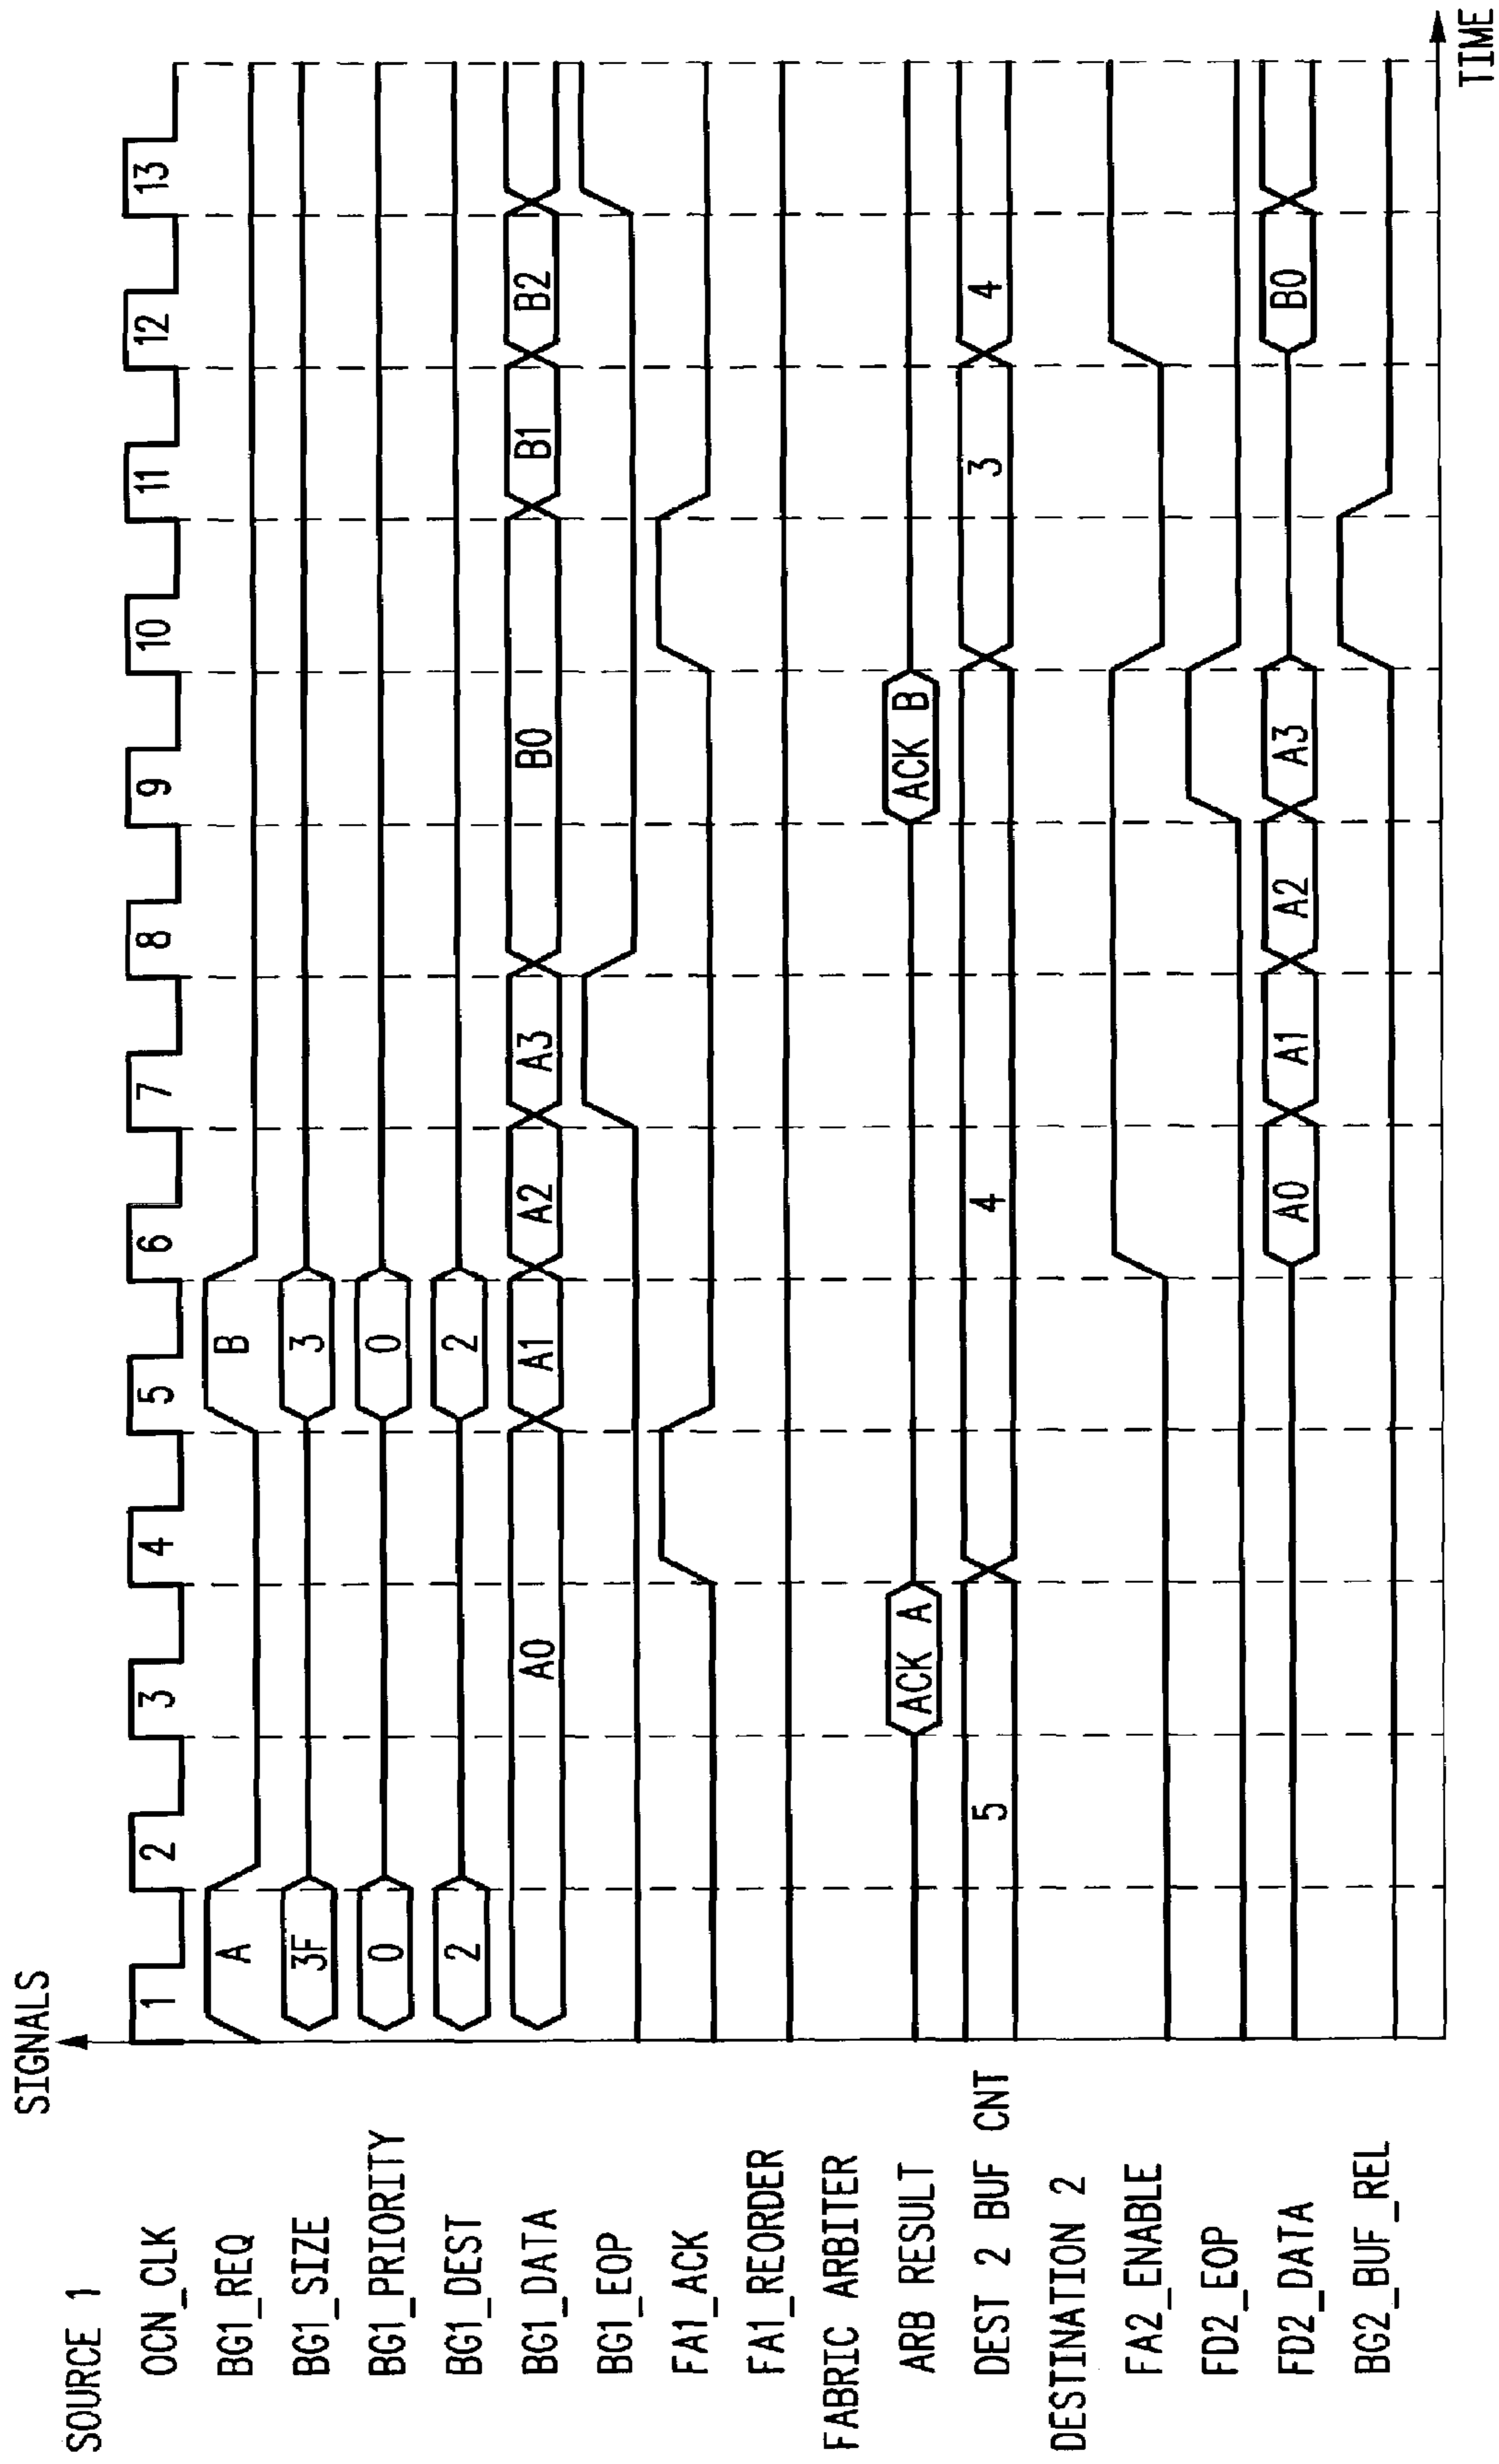 SIGNALS
SOURCE 1
OCN_CLK 1 2 3 4 5 6 7 8 9 10 11 12 13
BG1_REQ A B
BG1_SIZE 3F 3
BG1_PRIORITY 0 0
BG1_DEST 2 2
BG1_DATA A0 A1 A2 A3 B0 B1 B2
BG1_EOP
FA1_ACK
FA1_REORDER
FABRIC ARBITER
ARB RESULT ACK A ACK B
DEST 2 BUF CNT 5 4 3 4
DESTINATION 2
FA2_ENABLE
FD2_EOP
FD2_DATA A0 A1 A2 A3 B0
BG2_BUF_REL
TIME